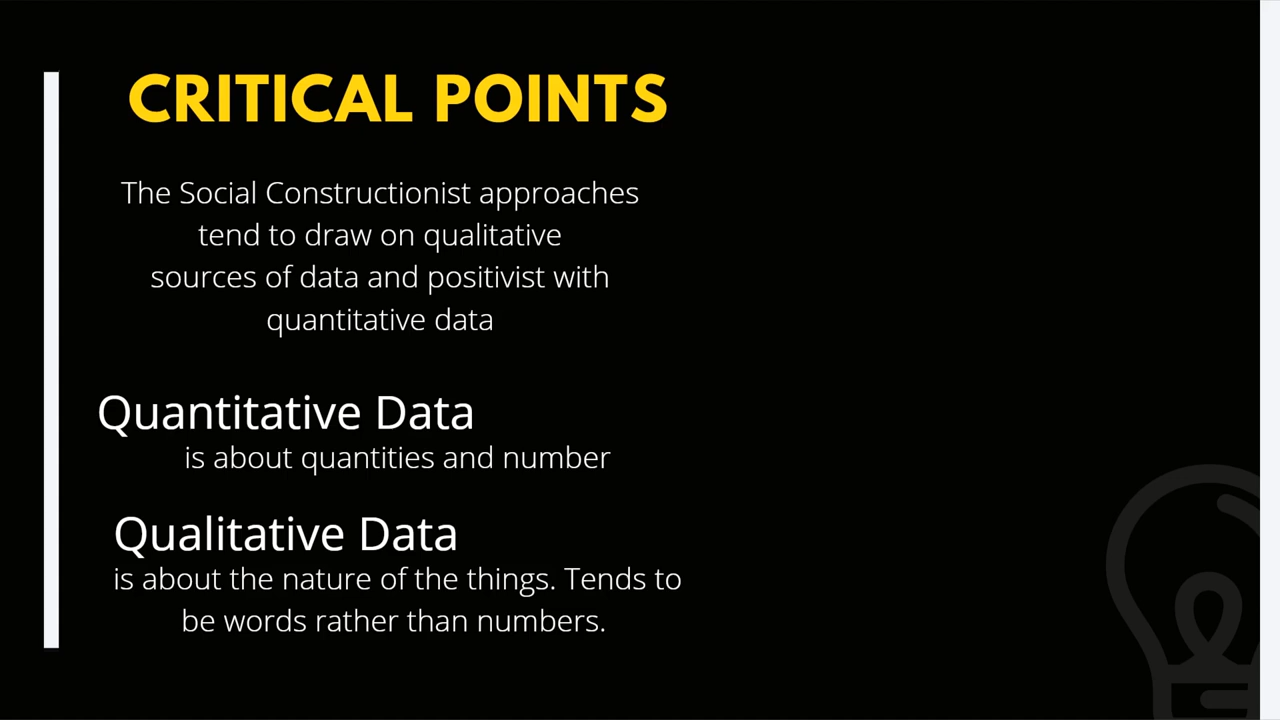 CRITICAL POINTS
The Social Constructionist approaches
tend to draw on qualitative
sources of data and positivist with
quantitative data
Quantitative Data
is about quantities and number
Qualitative Data
is about the nature of the things. Tends to
be words rather than numbers.